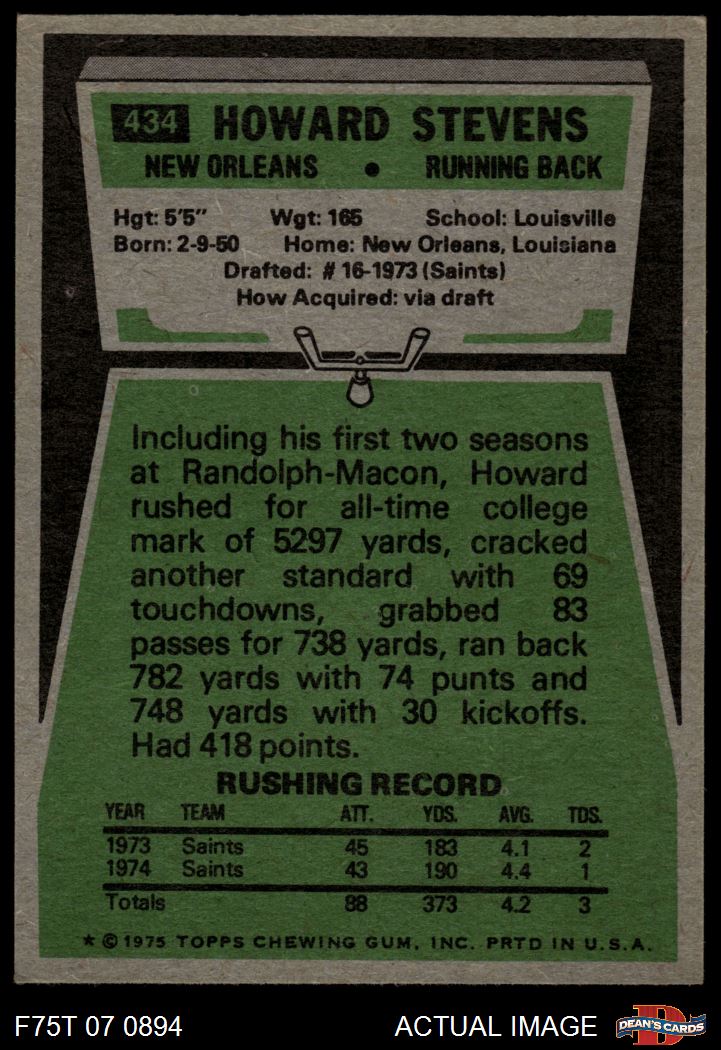 434 HOWARD STEVENS
NEW ORLEANS • RUNNING BACK
Hgt: 5'5" Wgt: 165 School: Louisville
Born: 2-9-50 Home: New Orleans, Louisiana
Drafted: # 16-1973 (Saints)
How Acquired: via draft
Including his first two seasons
at Randolph-Macon, Howard
rushed for all-time college
mark of 5297 yards, cracked
another standard with 69
touchdowns, grabbed 83
passes for 738 yards, ran back
782 yards with 74 punts and
748 yards with 30 kickoffs.
Had 418 points.
RUSHING RECORD
YEAR TEAM ATT. YDS. AVG. TDS.
1973 Saints 45 183 4.1 2
1974 Saints 43 190 4.4 1
Totals 88 373 4.2 3
★ © 1975 TOPPS CHEWING GUM, INC. PRTD IN U.S.A.
F75T 07 0894 ACTUAL IMAGE D DEAN'S CARDS